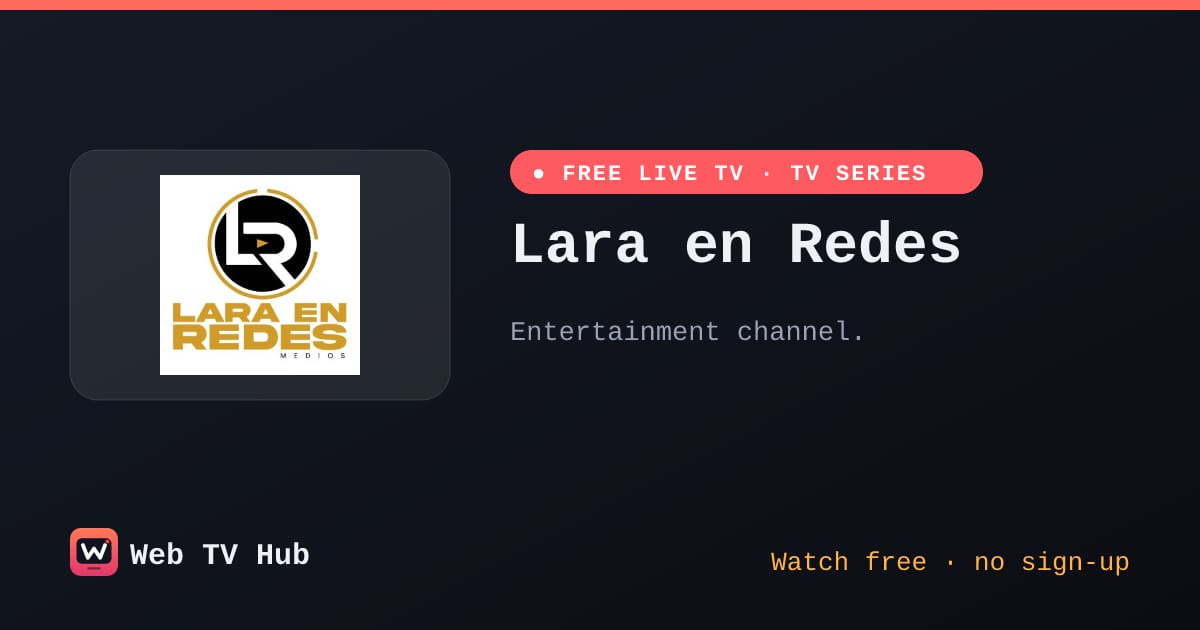 ● FREE LIVE TV · TV SERIES
Lara en Redes
Entertainment channel.
LR
LARA EN
REDES
MEDIOS
W
Web TV Hub
Watch free · no sign-up